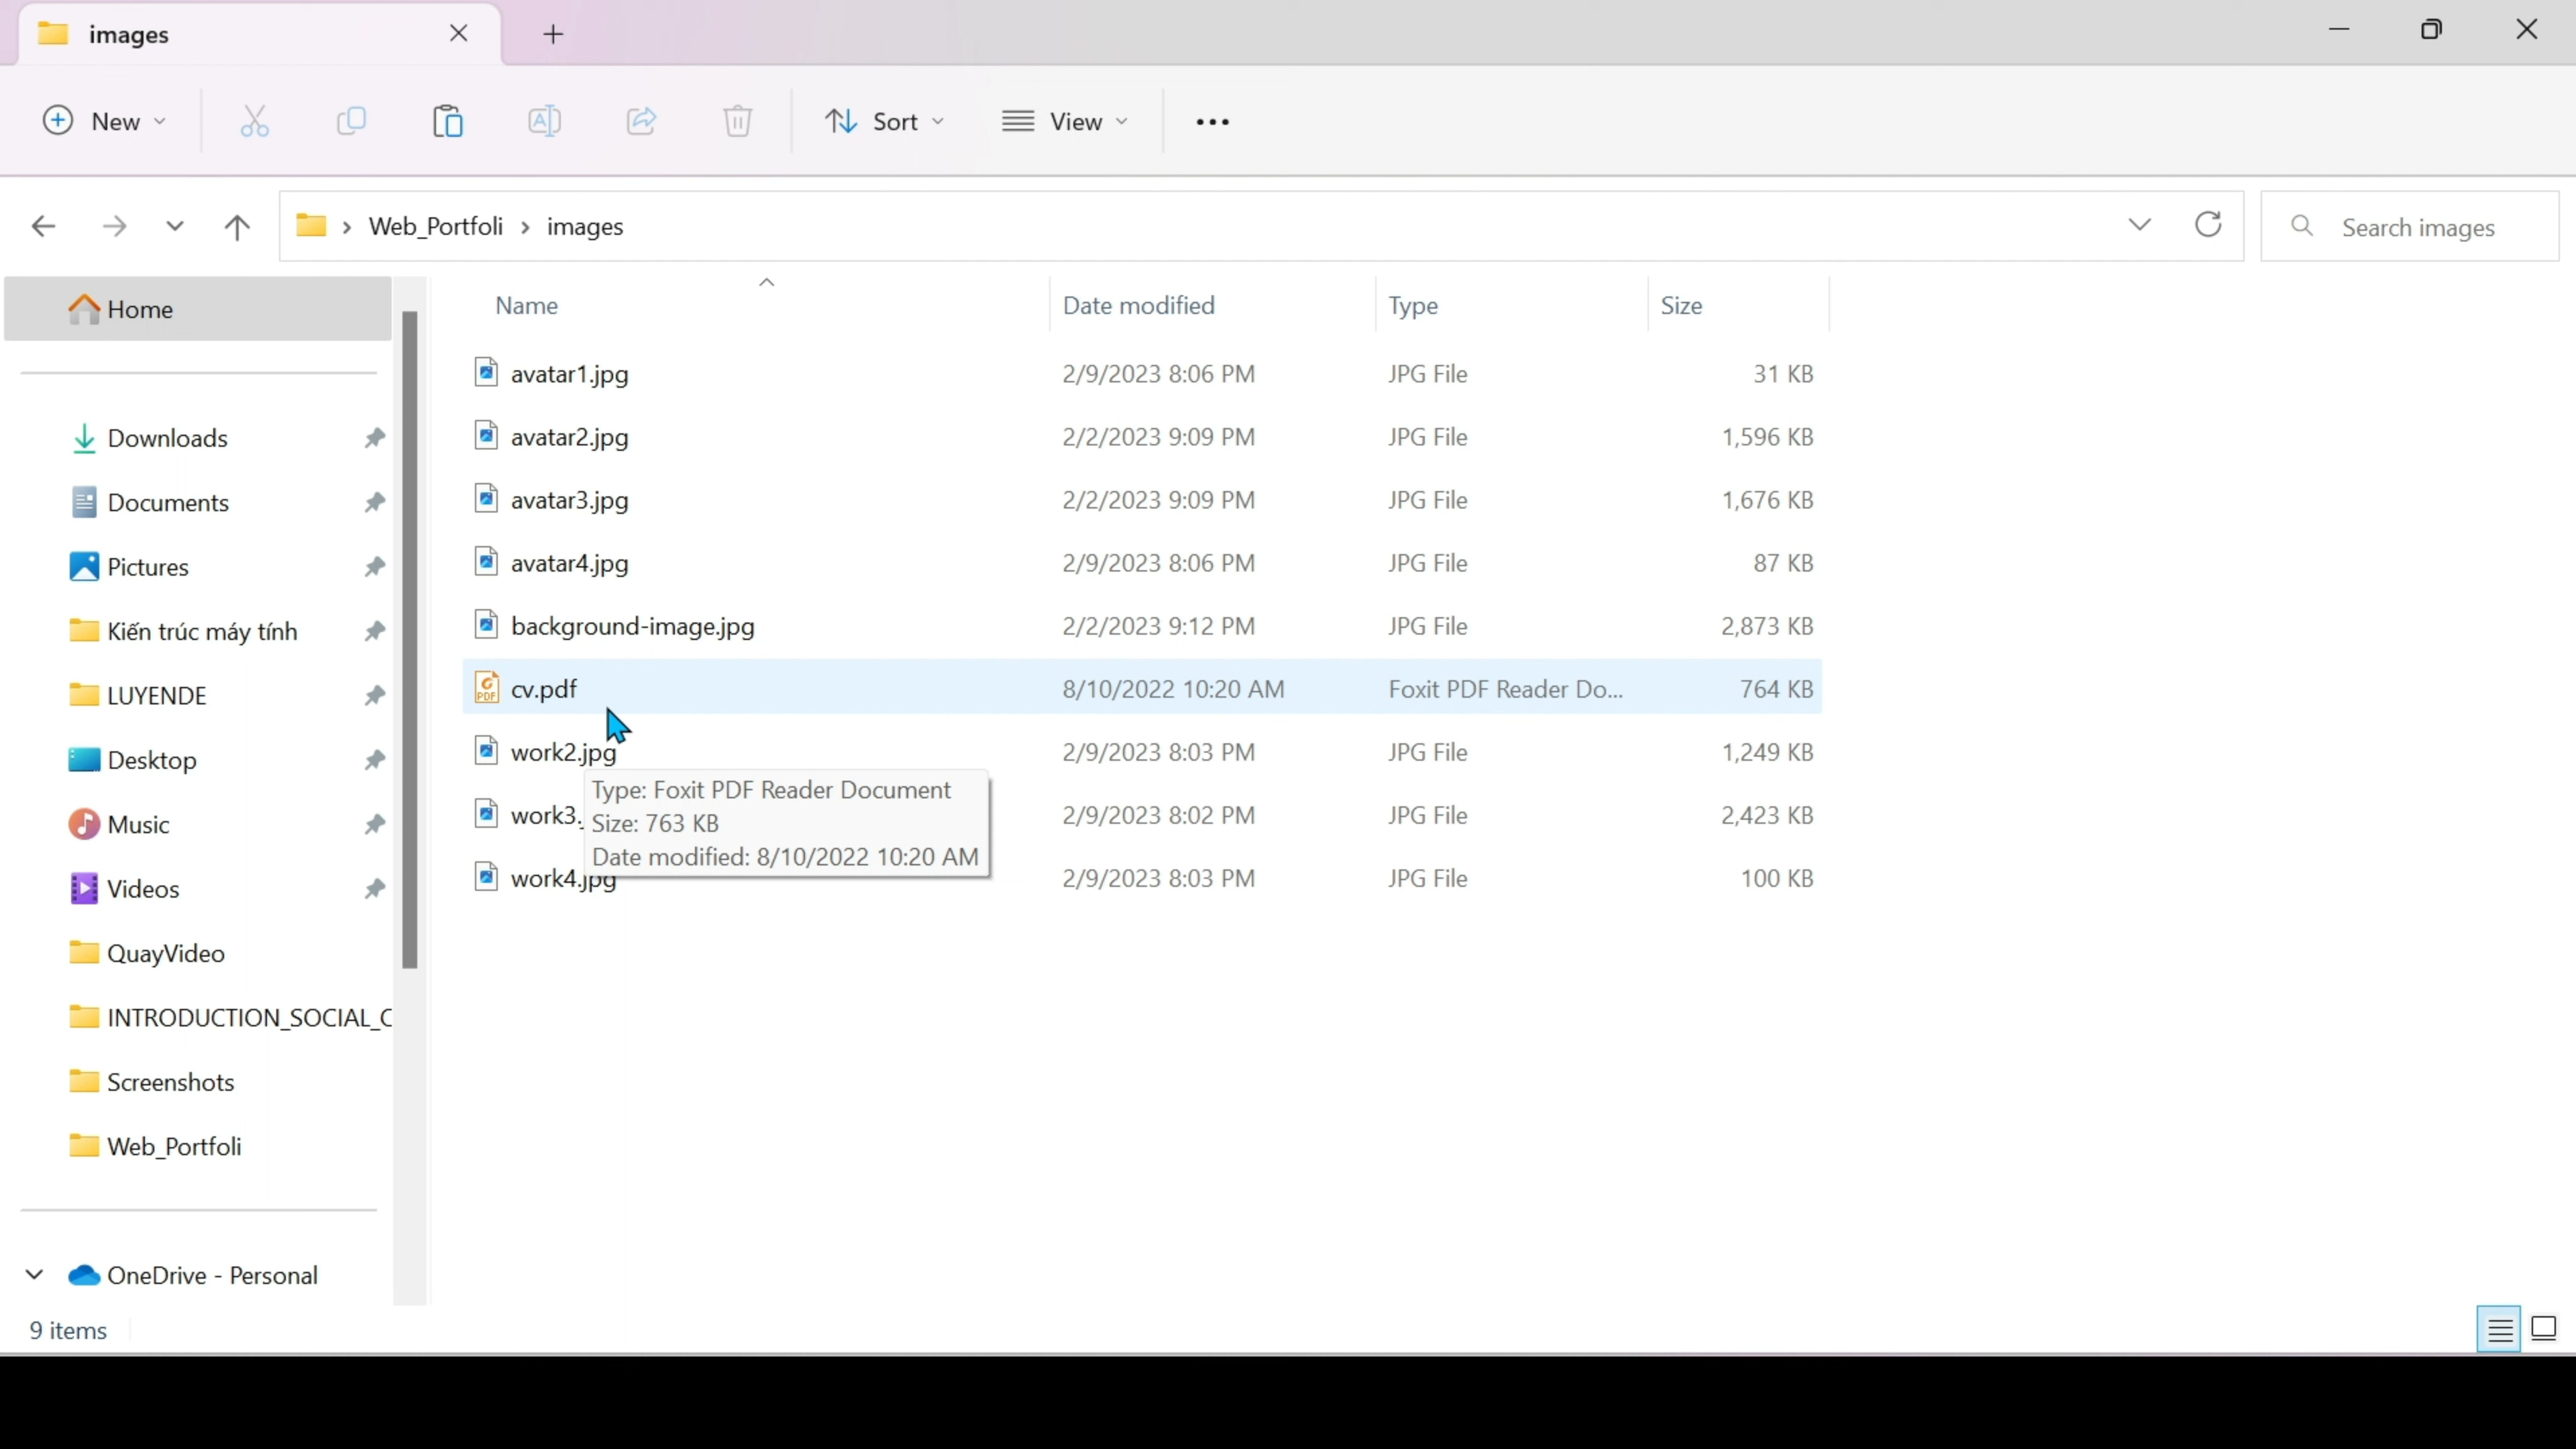 images
New
Sort
View
Web_Portfoli
images
Search images
Home
Downloads
Documents
Pictures
Kiến trúc máy tính
LUYENDE
Desktop
Music
Videos
QuayVideo
INTRODUCTION_SOCIAL_C
Screenshots
Web_Portfoli
OneDrive - Personal
Name Date modified Type Size
avatar1.jpg 2/9/2023 8:06 PM JPG File 31 KB
avatar2.jpg 2/2/2023 9:09 PM JPG File 1,596 KB
avatar3.jpg 2/2/2023 9:09 PM JPG File 1,676 KB
avatar4.jpg 2/9/2023 8:06 PM JPG File 87 KB
background-image.jpg 2/2/2023 9:12 PM JPG File 2,873 KB
cv.pdf 8/10/2022 10:20 AM Foxit PDF Reader Do... 764 KB
work2.jpg 2/9/2023 8:03 PM JPG File 1,249 KB
work3. 2/9/2023 8:02 PM JPG File 2,423 KB
work4.jpg 2/9/2023 8:03 PM JPG File 100 KB
Type: Foxit PDF Reader Document
Size: 763 KB
Date modified: 8/10/2022 10:20 AM
9 items